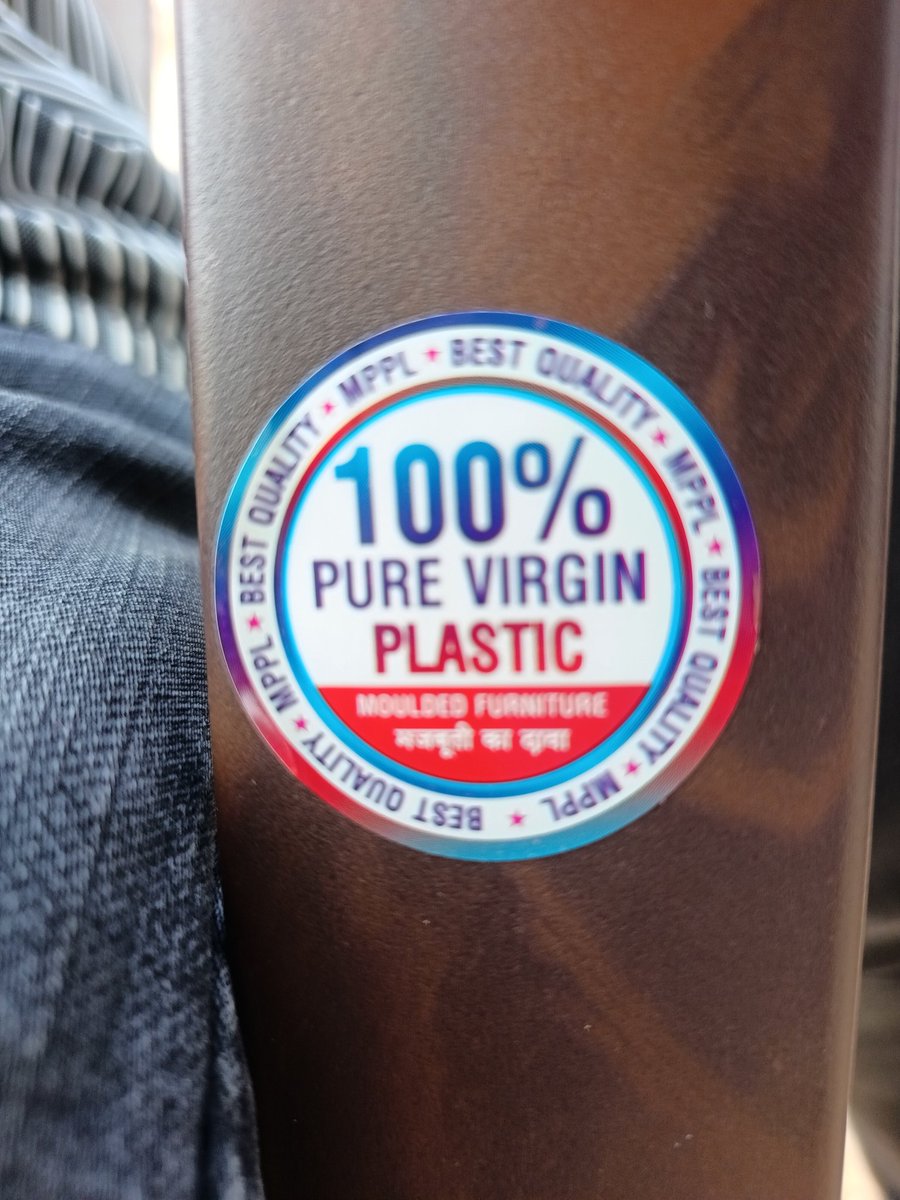 MPPL ★ BEST QUALITY ★ MPPL ★ BEST QUALITY ★ MPPL ★ BEST QUALITY ★ MPPL ★ BEST QUALITY ★
100%
PURE VIRGIN
PLASTIC
MOULDED FURNITURE
मजबूती का दावा